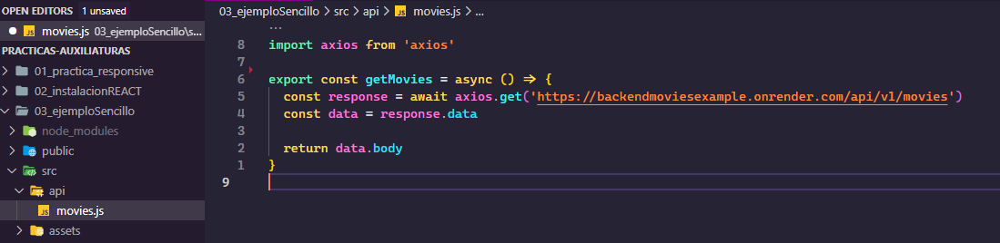 OPEN EDITORS 1 unsaved
movies.js 03_ejemploSencillo\s...
PRACTICAS-AUXILIATURAS
01_practica_responsive
02_instalacionREACT
03_ejemploSencillo
node_modules
public
src
api
movies.js
assets
03_ejemploSencillo > src > api > JS movies.js > ...
...
8 import axios from 'axios'
7
6 export const getMovies = async () => {
5 const response = await axios.get('https://backendmoviesexample.onrender.com/api/v1/movies')
4 const data = response.data
3
2 return data.body
1 }
9